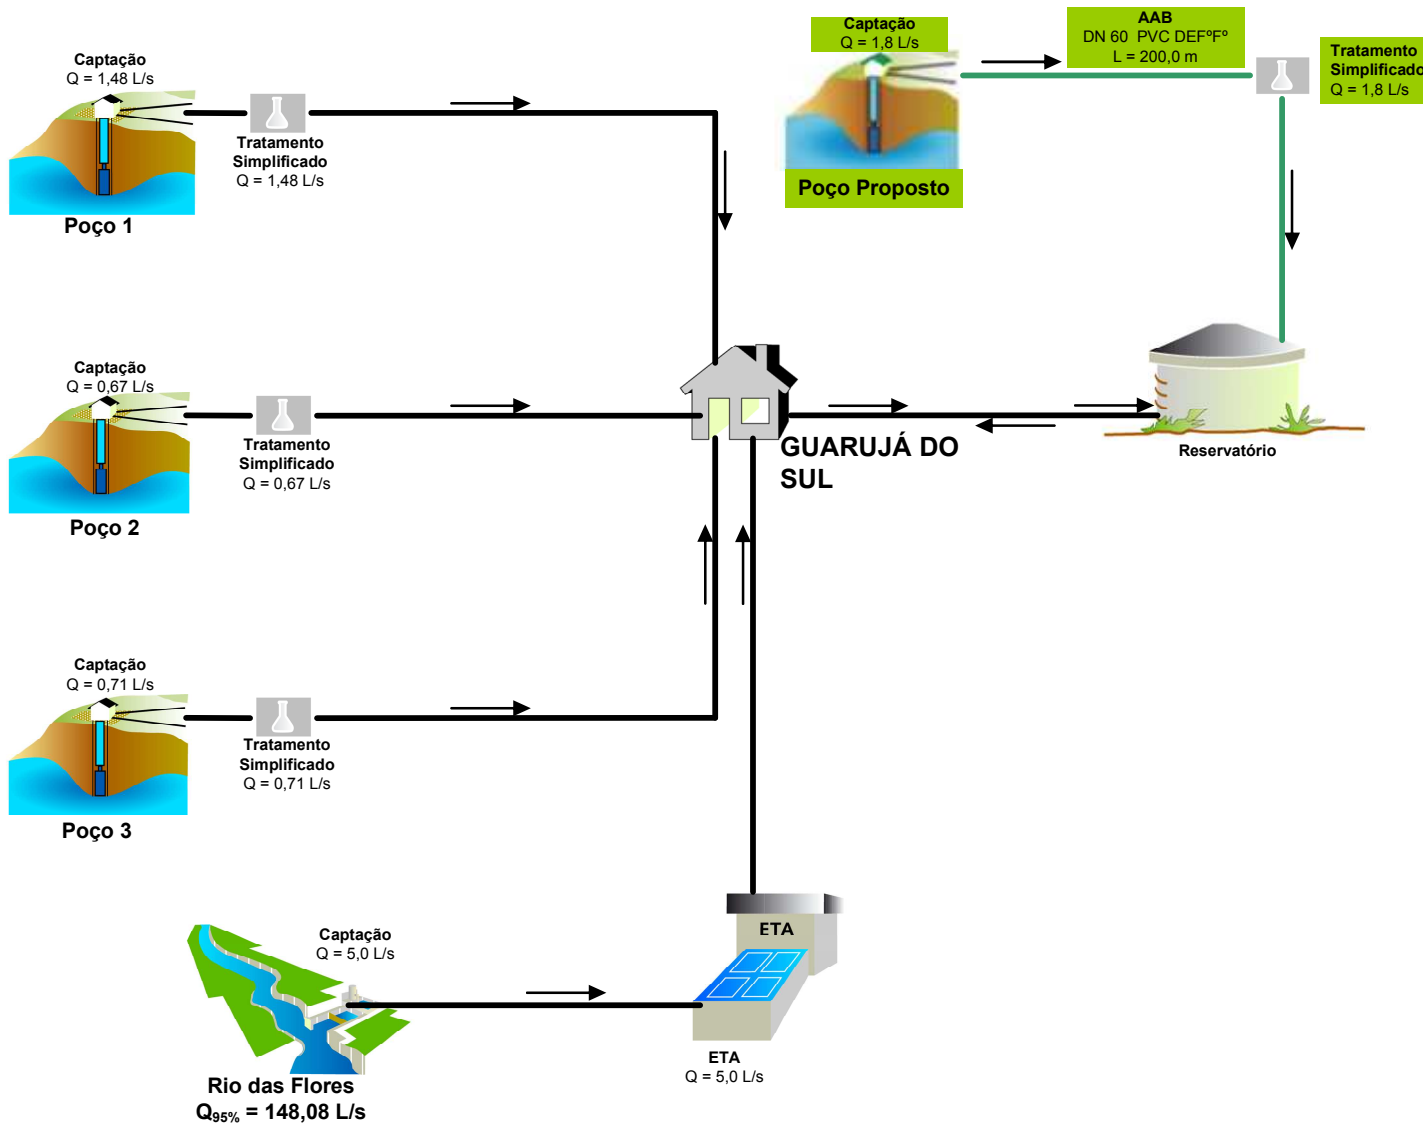 Captação
Q = 1,48 L/s
Tratamento
Simplificado
Q = 1,48 L/s
Poço 1
Captação
Q = 1,8 L/s
Poço Proposto
AAB
DN 60 PVC DEFºFº
L = 200,0 m
Tratamento
Simplificado
Q = 1,8 L/s
Captação
Q = 0,67 L/s
Tratamento
Simplificado
Q = 0,67 L/s
Poço 2
GUARUJÁ DO
SUL
Reservatório
Captação
Q = 0,71 L/s
Tratamento
Simplificado
Q = 0,71 L/s
Poço 3
Captação
Q = 5,0 L/s
ETA
ETA
Q = 5,0 L/s
Rio das Flores
Q95% = 148,08 L/s